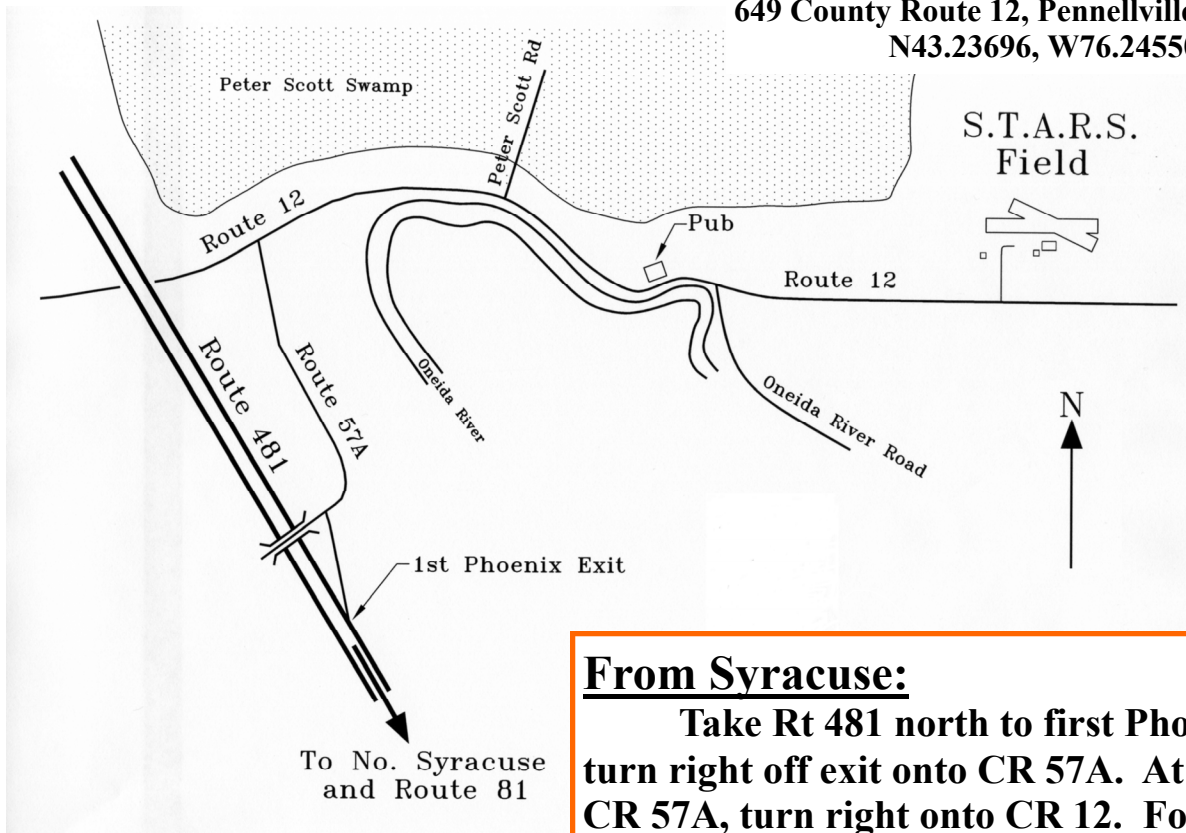 649 County Route 12, Pennellville
N43.23696, W76.2455
Peter Scott Swamp
Peter Scott Rd
S.T.A.R.S.
Field
Route 12
Pub
Route 12
Route 481
Route 57A
Oneida River
Oneida River Road
N
1st Phoenix Exit
To No. Syracuse
and Route 81
From Syracuse:
Take Rt 481 north to first Pho
turn right off exit onto CR 57A. At
CR 57A, turn right onto CR 12. Fo